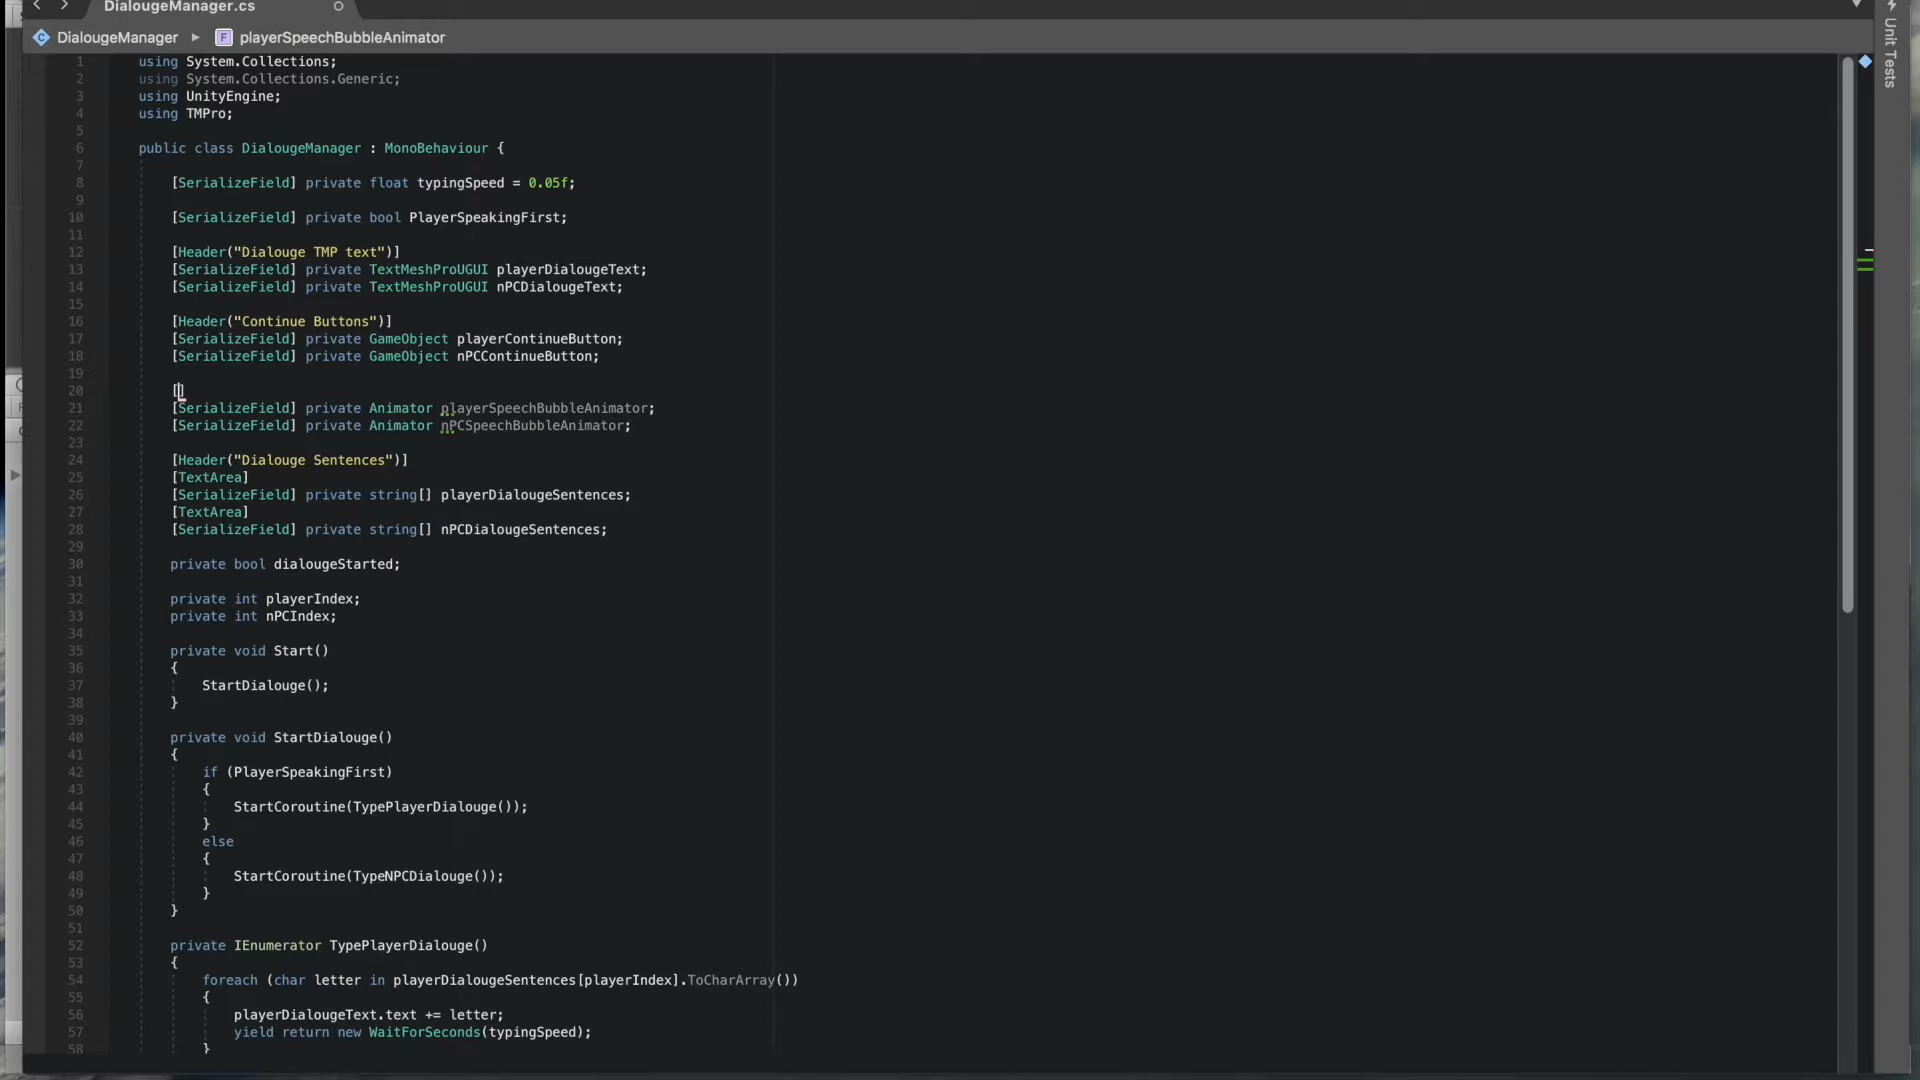 DialougeManager.cs
DialougeManager ▸ F playerSpeechBubbleAnimator
Unit Tests
1 using System.Collections;
2 using System.Collections.Generic;
3 using UnityEngine;
4 using TMPro;
5
6 public class DialougeManager : MonoBehaviour {
7
8 [SerializeField] private float typingSpeed = 0.05f;
9
10 [SerializeField] private bool PlayerSpeakingFirst;
11
12 [Header("Dialouge TMP text")]
13 [SerializeField] private TextMeshProUGUI playerDialougeText;
14 [SerializeField] private TextMeshProUGUI nPCDialougeText;
15
16 [Header("Continue Buttons")]
17 [SerializeField] private GameObject playerContinueButton;
18 [SerializeField] private GameObject nPCContinueButton;
19
20 []
21 [SerializeField] private Animator playerSpeechBubbleAnimator;
22 [SerializeField] private Animator nPCSpeechBubbleAnimator;
23
24 [Header("Dialouge Sentences")]
25 [TextArea]
26 [SerializeField] private string[] playerDialougeSentences;
27 [TextArea]
28 [SerializeField] private string[] nPCDialougeSentences;
29
30 private bool dialougeStarted;
31
32 private int playerIndex;
33 private int nPCIndex;
34
35 private void Start()
36 {
37 StartDialouge();
38 }
39
40 private void StartDialouge()
41 {
42 if (PlayerSpeakingFirst)
43 {
44 StartCoroutine(TypePlayerDialouge());
45 }
46 else
47 {
48 StartCoroutine(TypeNPCDialouge());
49 }
50 }
51
52 private IEnumerator TypePlayerDialouge()
53 {
54 foreach (char letter in playerDialougeSentences[playerIndex].ToCharArray())
55 {
56 playerDialougeText.text += letter;
57 yield return new WaitForSeconds(typingSpeed);
58 }